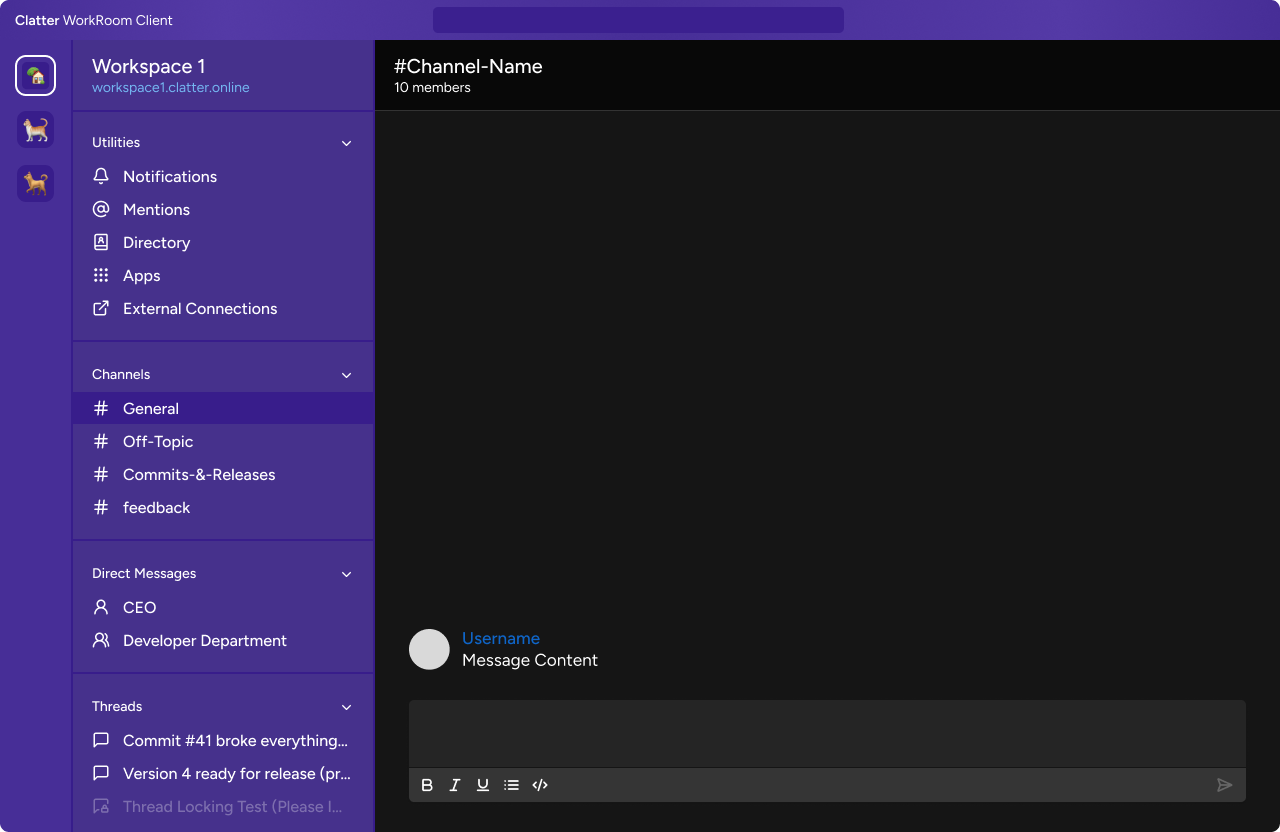 Clatter WorkRoom Client
Workspace 1
workspace1.clatter.online
Utilities
Notifications
Mentions
Directory
Apps
External Connections
Channels
General
Off-Topic
Commits-&-Releases
feedback
Direct Messages
CEO
Developer Department
Threads
Commit #41 broke everything...
Version 4 ready for release (pr...
Thread Locking Test (Please l...
#Channel-Name
10 members
Username
Message Content